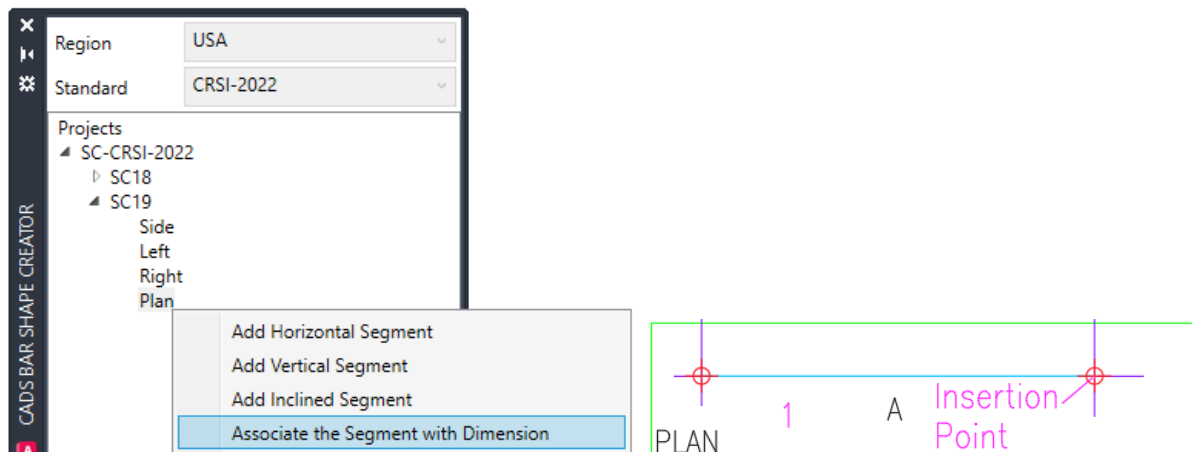 Region USA
Standard CRSI-2022
Projects
SC-CRSI-2022
SC18
SC19
Side
Left
Right
Plan
CADS BAR SHAPE CREATOR
A
Add Horizontal Segment
Add Vertical Segment
Add Inclined Segment
Associate the Segment with Dimension
1
A
Insertion
Point
PLAN